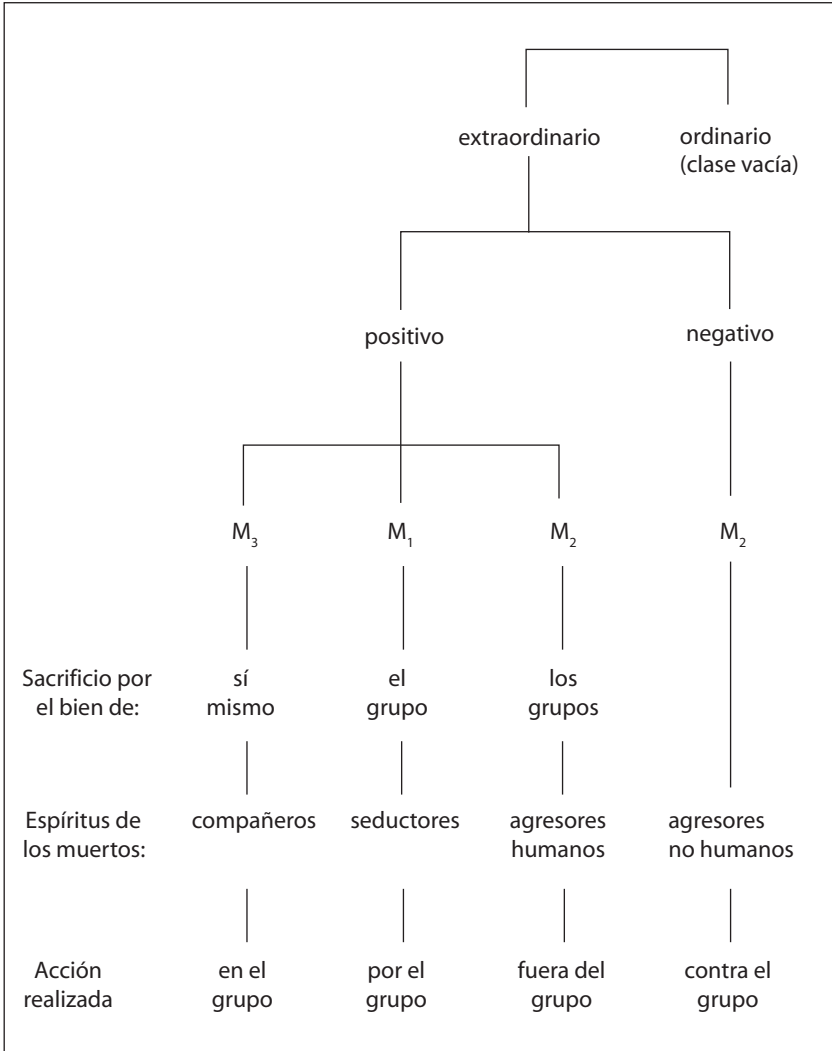 extraordinario ordinario
(clase vacía)
positivo negativo
M₃ M₁ M₂ M₂
Sacrificio por sí el los
el bien de: mismo grupo grupos
Espíritus de compañeros seductores agresores agresores
los muertos: humanos no humanos
Acción en el por el fuera del contra el
realizada grupo grupo grupo grupo